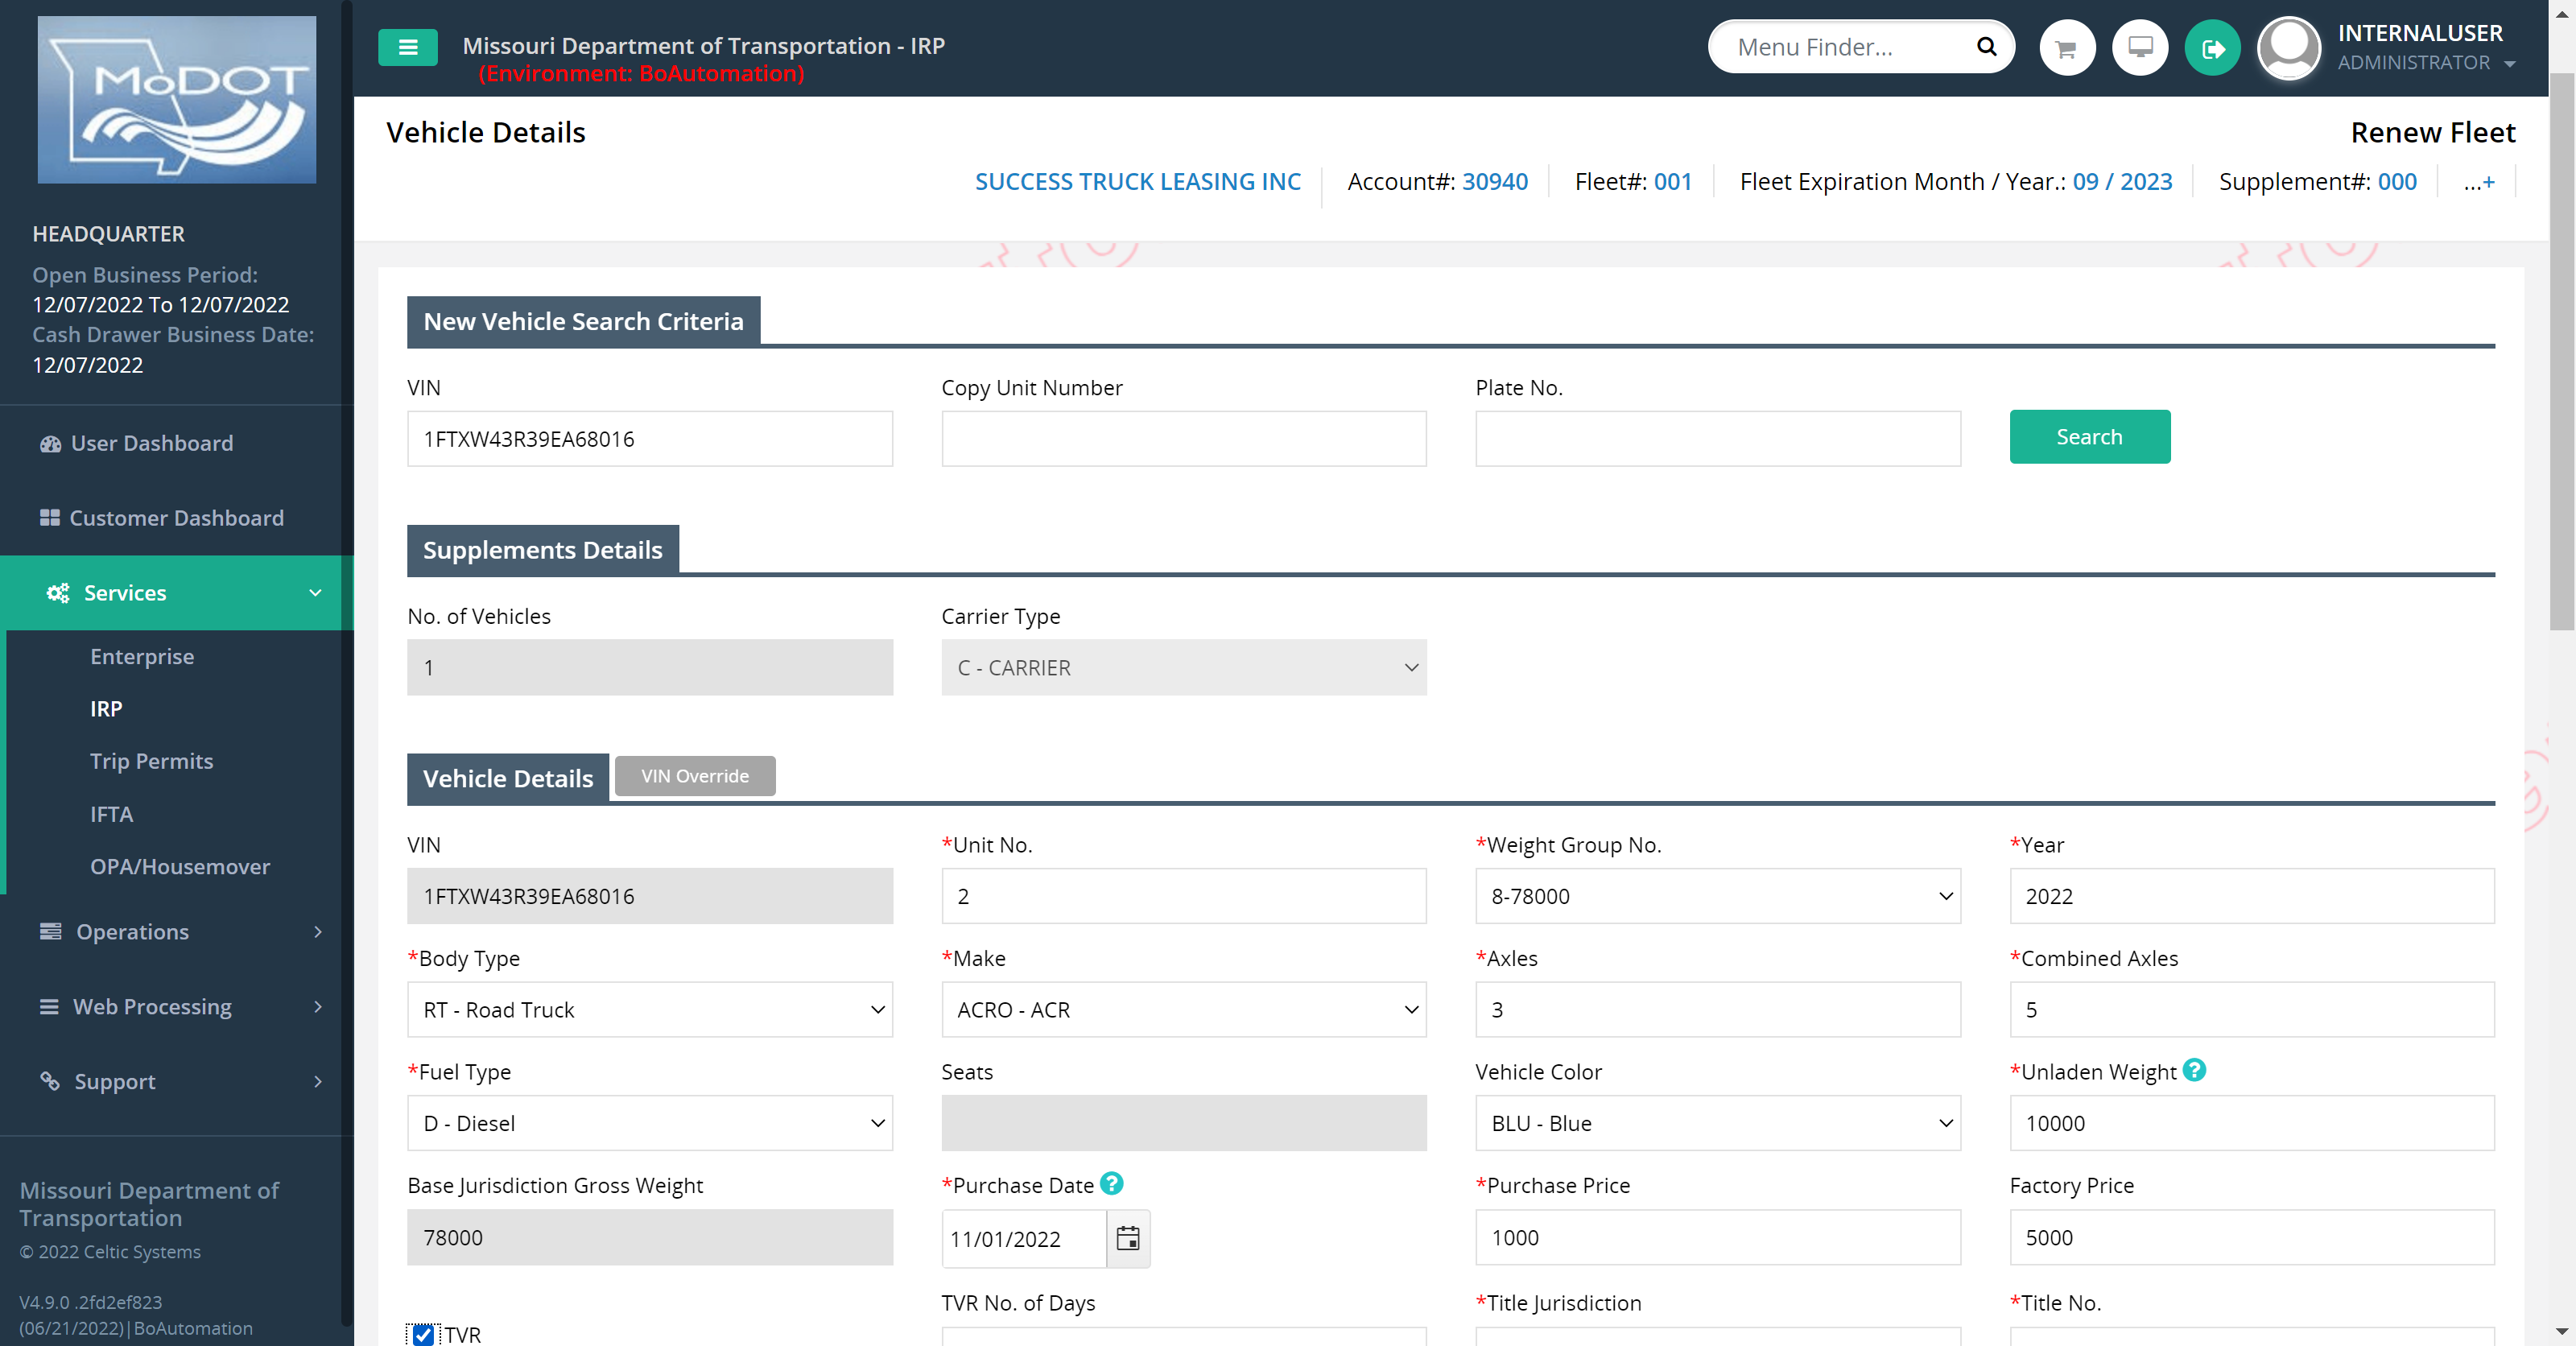 MoDOT
Missouri Department of Transportation - IRP
(Environment: BoAutomation)
Menu Finder...
INTERNALUSER
ADMINISTRATOR
HEADQUARTER
Open Business Period:
12/07/2022 To 12/07/2022
Cash Drawer Business Date:
12/07/2022
User Dashboard
Customer Dashboard
Services
Enterprise
IRP
Trip Permits
IFTA
OPA/Housemover
Operations
Web Processing
Support
Missouri Department of
Transportation
© 2022 Celtic Systems
V4.9.0 .2fd2ef823
(06/21/2022)|BoAutomation
Vehicle Details
Renew Fleet
SUCCESS TRUCK LEASING INC Account#: 30940 Fleet#: 001 Fleet Expiration Month / Year.: 09 / 2023 Supplement#: 000 ...+
New Vehicle Search Criteria
VIN Copy Unit Number Plate No.
1FTXW43R39EA68016 Search
Supplements Details
No. of Vehicles Carrier Type
1 C - CARRIER
Vehicle Details VIN Override
VIN *Unit No. *Weight Group No. *Year
1FTXW43R39EA68016 2 8-78000 2022
*Body Type *Make *Axles *Combined Axles
RT - Road Truck ACRO - ACR 3 5
*Fuel Type Seats Vehicle Color *Unladen Weight ?
D - Diesel BLU - Blue 10000
Base Jurisdiction Gross Weight *Purchase Date ? *Purchase Price Factory Price
78000 11/01/2022 1000 5000
TVR TVR No. of Days *Title Jurisdiction *Title No.